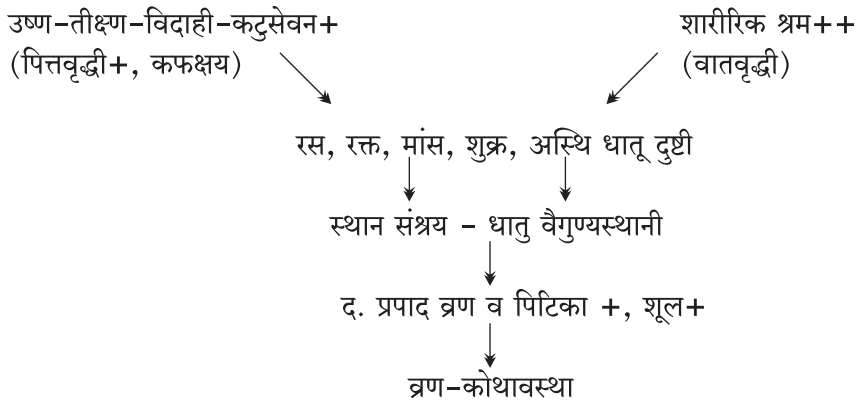 उष्ण-तीक्ष्ण-विदाही-कटुसेवन+
(पित्तवृद्धी+, कफक्षय)
शारीरिक श्रम++
(वातवृद्धी)
रस, रक्त, मांस, शुक्र, अस्थि धातू दुष्टी
स्थान संश्रय - धातु वैगुण्यस्थानी
द. प्रपाद व्रण व पिटिका +, शूल+
व्रण-कोथावस्था